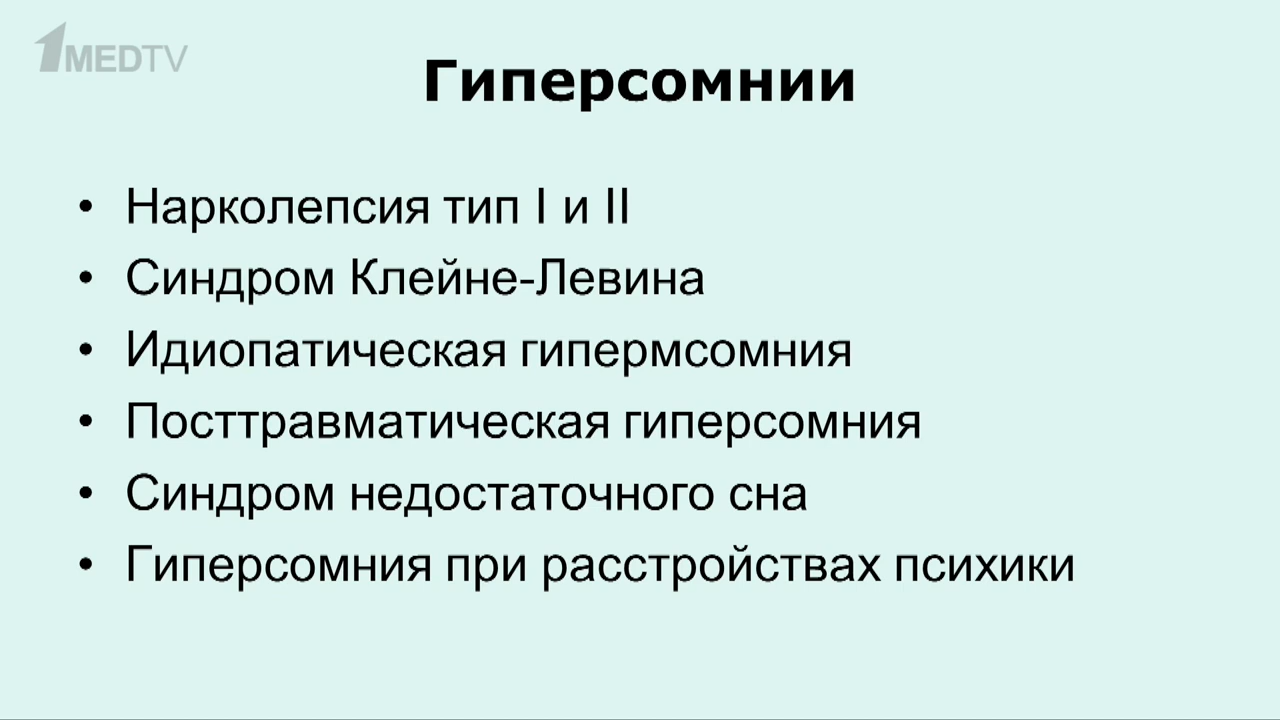 1MEDTV
Гиперсомнии
• Нарколепсия тип I и II
• Синдром Клейне-Левина
• Идиопатическая гипермсомния
• Посттравматическая гиперсомния
• Синдром недостаточного сна
• Гиперсомния при расстройствах психики